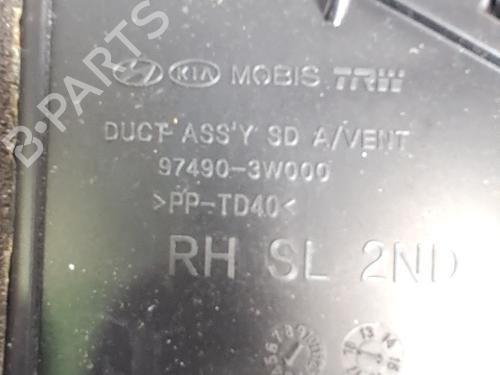 KIA MOBIS TRW
DUCT ASS'Y SD A/VENT
97490-3W000
>PP-TD40<
RH SL 2ND
B-PARTS